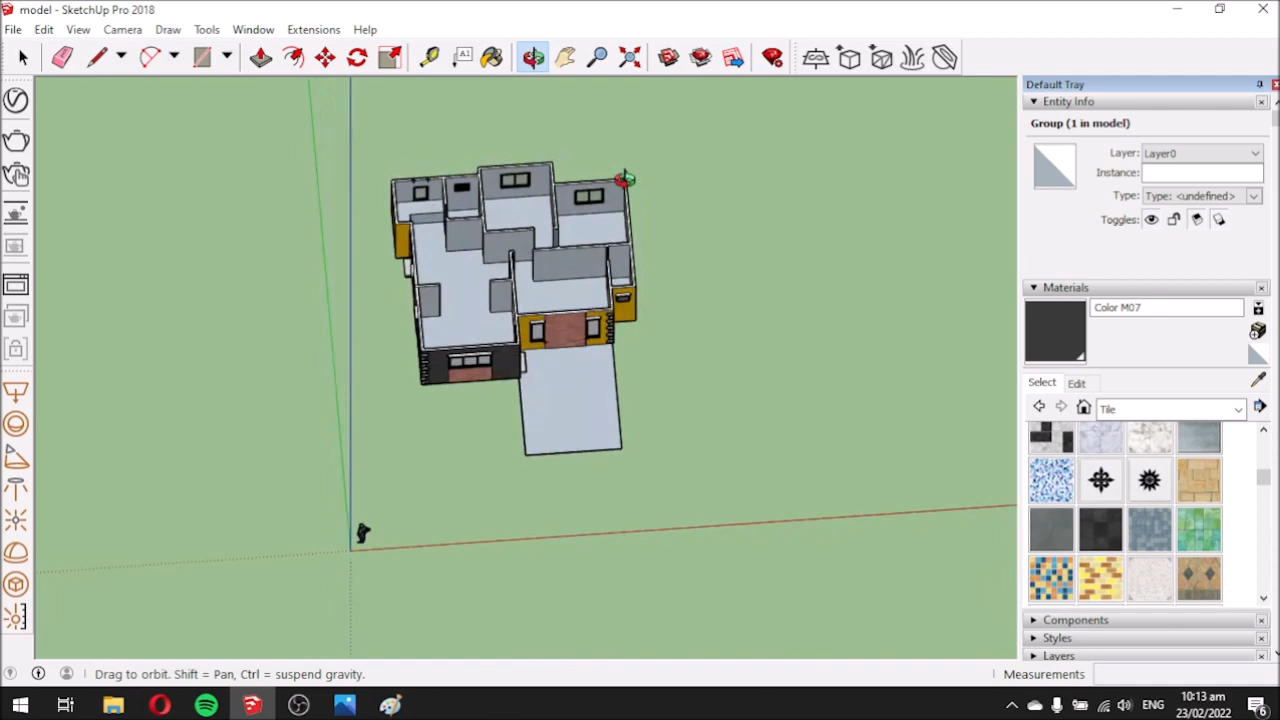 model - SketchUp Pro 2018
File Edit View Camera Draw Tools Window Extensions Help
A1
Default Tray
Entity Info
Group (1 in model)
Layer: Layer0
Instance:
Type: Type: <undefined>
Toggles:
Materials
Color M07
Select Edit
Tile
Components
Styles
Layers
Drag to orbit. Shift = Pan, Ctrl = suspend gravity.
Measurements
ENG
10:13 am
23/02/2022
6